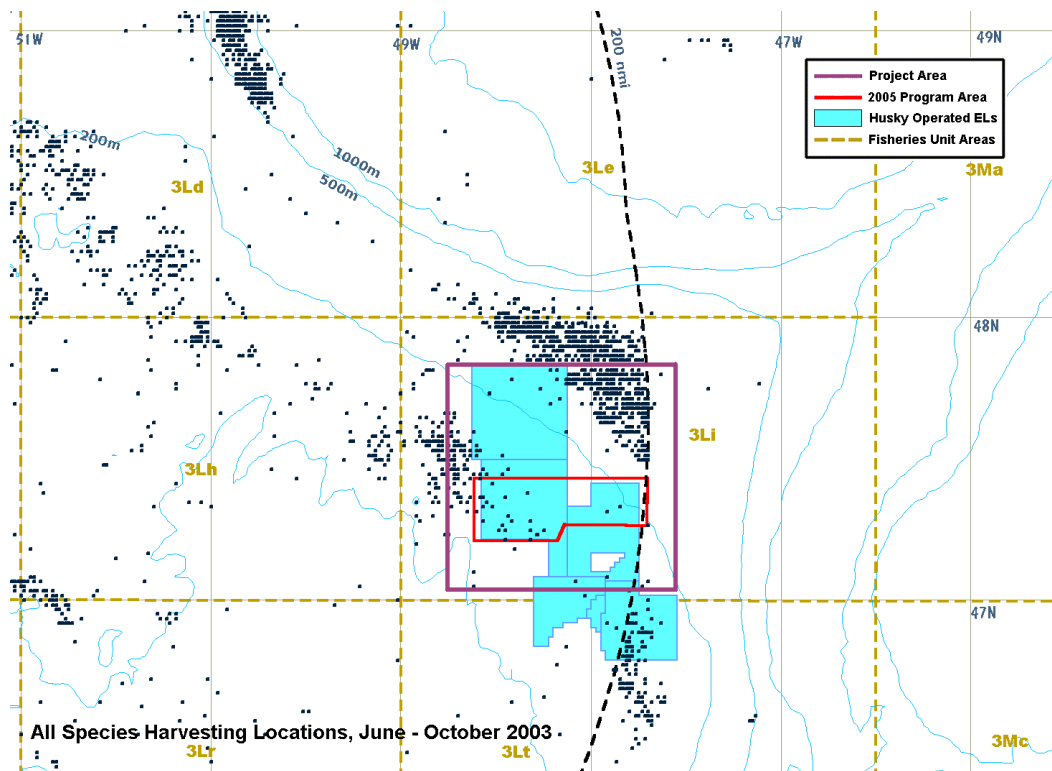 51W
49W
200 nmi
47W
49N
Project Area
2005 Program Area
Husky Operated ELs
Fisheries Unit Areas
200m
1000m
500m
3Ld
3Le
3Ma
48N
3Li
3Lh
47N
All Species Harvesting Locations, June - October 2003
3Lr
3Lt
3Mc